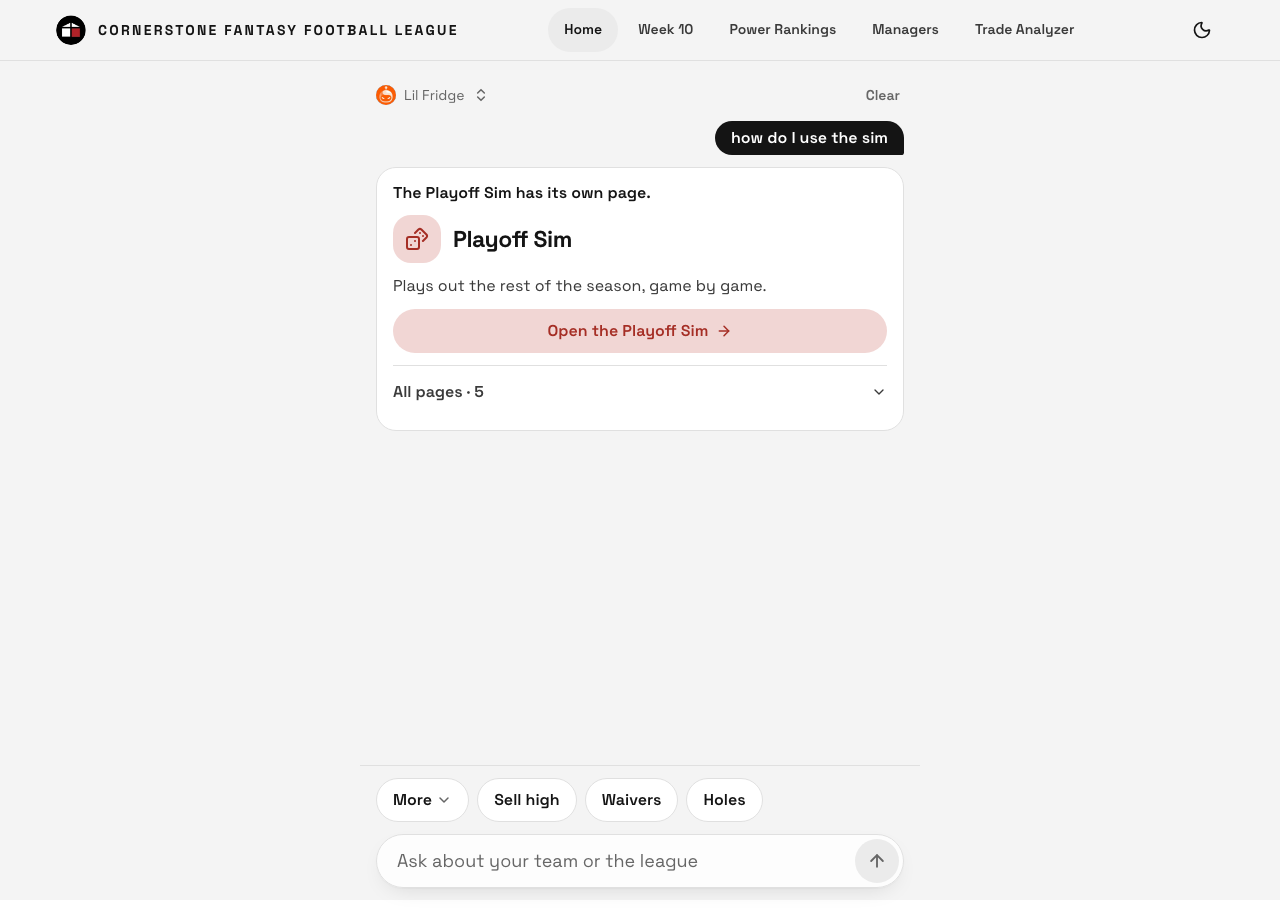 CORNERSTONE FANTASY FOOTBALL LEAGUE
Home
Week 10
Power Rankings
Managers
Trade Analyzer
Lil Fridge
Clear
how do I use the sim
The Playoff Sim has its own page.
Playoff Sim
Plays out the rest of the season, game by game.
Open the Playoff Sim
All pages · 5
More
Sell high
Waivers
Holes
Ask about your team or the league